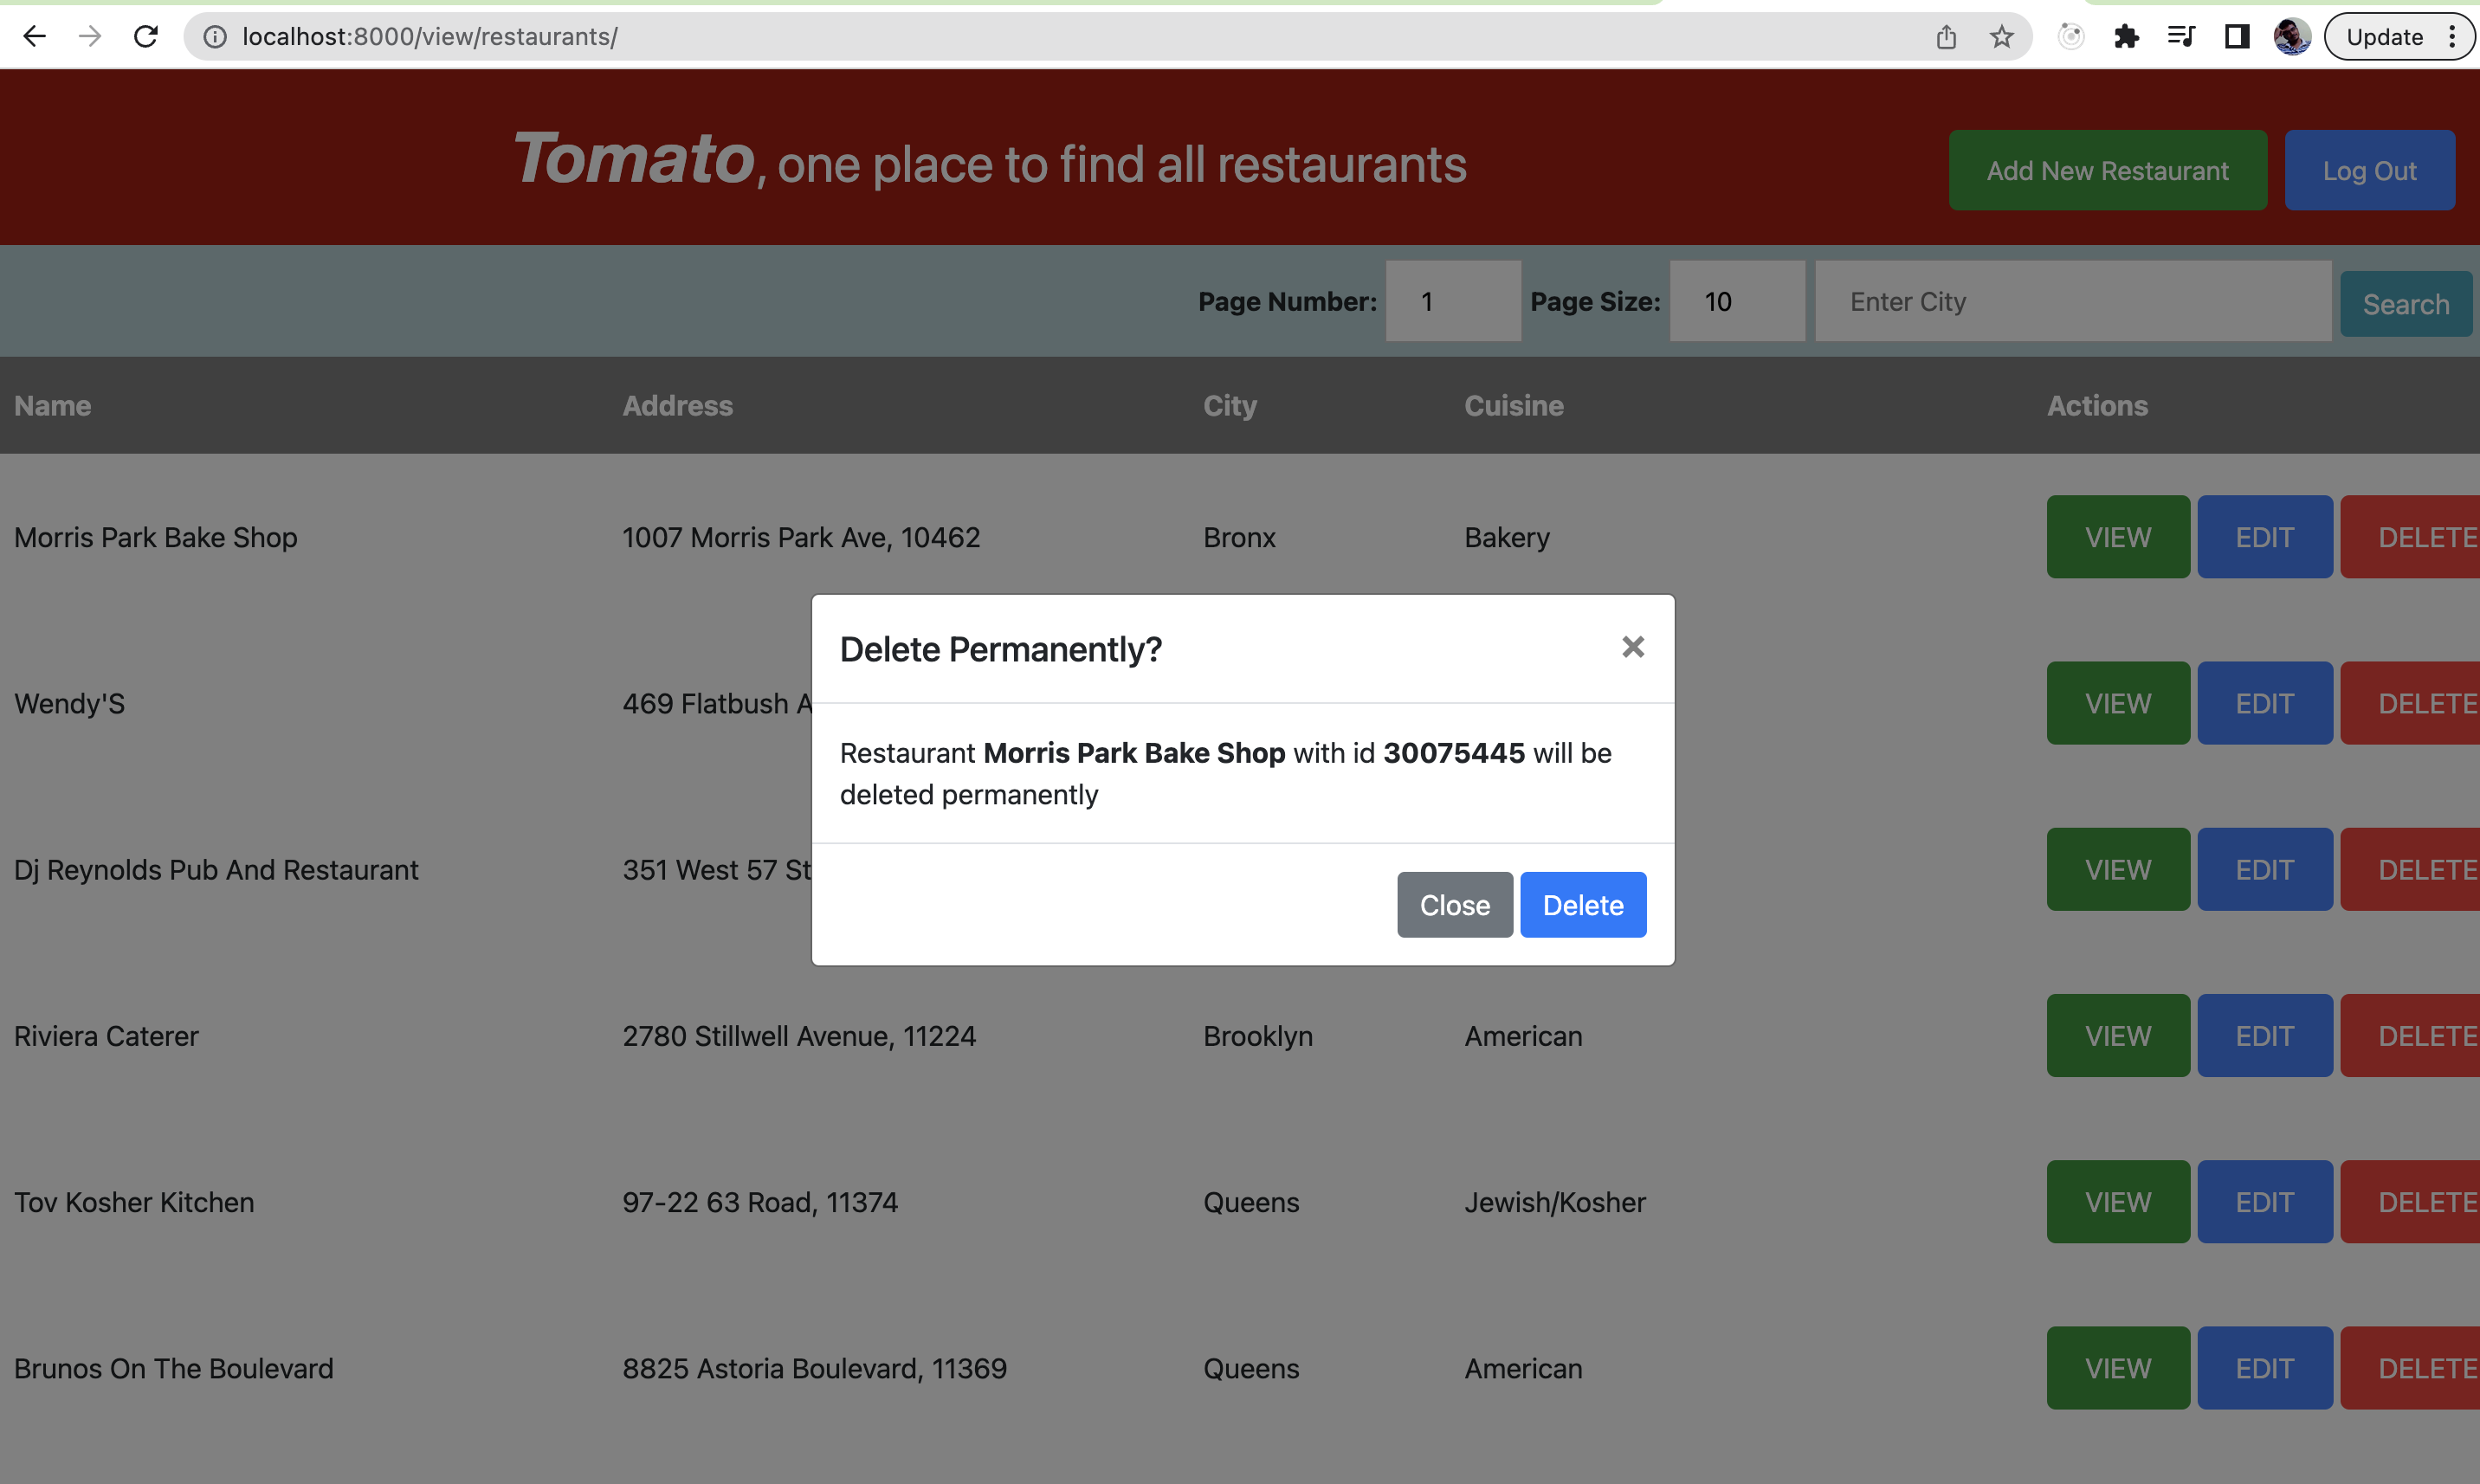 localhost:8000/view/restaurants/
Update
Tomato, one place to find all restaurants
Add New Restaurant
Log Out
Page Number: 1 Page Size: 10 Enter City Search
Name Address City Cuisine Actions
Morris Park Bake Shop 1007 Morris Park Ave, 10462 Bronx Bakery VIEW EDIT DELETE
Wendy'S 469 Flatbush A VIEW EDIT DELETE
Dj Reynolds Pub And Restaurant 351 West 57 St VIEW EDIT DELETE
Delete Permanently?
Restaurant Morris Park Bake Shop with id 30075445 will be
deleted permanently
Close Delete
Riviera Caterer 2780 Stillwell Avenue, 11224 Brooklyn American VIEW EDIT DELETE
Tov Kosher Kitchen 97-22 63 Road, 11374 Queens Jewish/Kosher VIEW EDIT DELETE
Brunos On The Boulevard 8825 Astoria Boulevard, 11369 Queens American VIEW EDIT DELETE